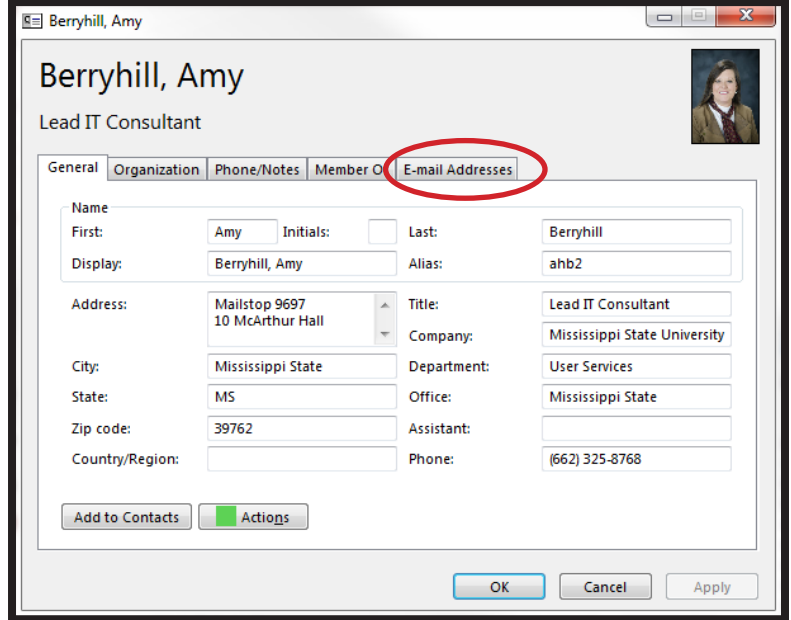 Berryhill, Amy
Berryhill, Amy
Lead IT Consultant
General Organization Phone/Notes Member O E-mail Addresses
Name
First: Amy Initials: Last: Berryhill
Display: Berryhill, Amy Alias: ahb2
Address: Mailstop 9697 Title: Lead IT Consultant
10 McArthur Hall
Company: Mississippi State University
City: Mississippi State Department: User Services
State: MS Office: Mississippi State
Zip code: 39762 Assistant:
Country/Region: Phone: (662) 325-8768
Add to Contacts Actions
OK Cancel Apply